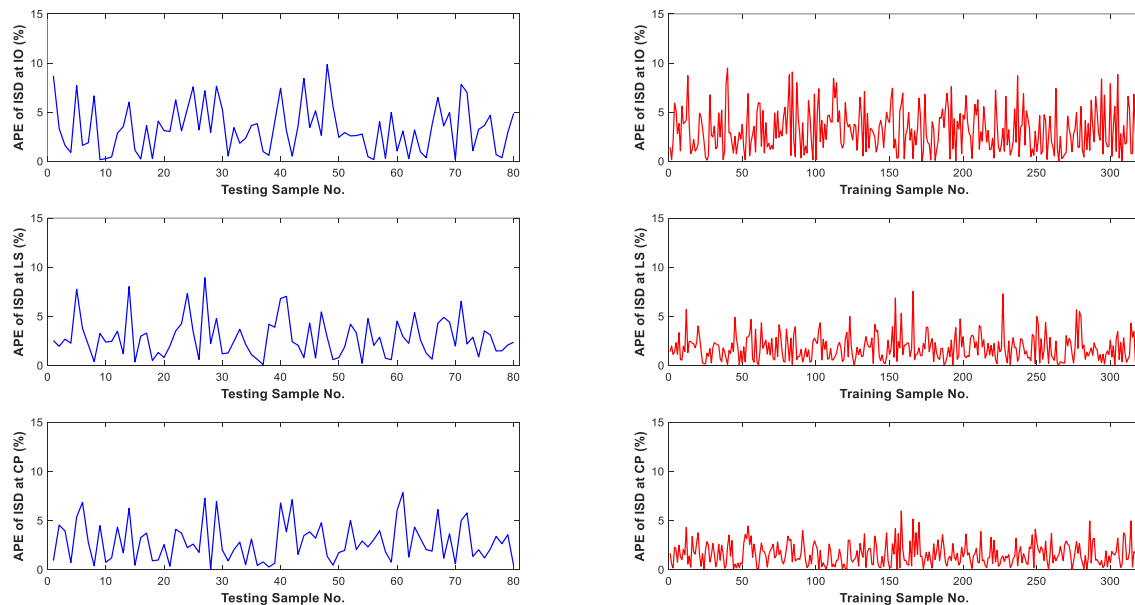 APE of ISD at IO (%)
15
10
5
0
0 10 20 30 40 50 60 70 80
Testing Sample No.
APE of ISD at IO (%)
15
10
5
0
0 50 100 150 200 250 300
Training Sample No.
APE of ISD at LS (%)
15
10
5
0
0 10 20 30 40 50 60 70 80
Testing Sample No.
APE of ISD at LS (%)
15
10
5
0
0 50 100 150 200 250 300
Training Sample No.
APE of ISD at CP (%)
15
10
5
0
0 10 20 30 40 50 60 70 80
Testing Sample No.
APE of ISD at CP (%)
15
10
5
0
0 50 100 150 200 250 300
Training Sample No.